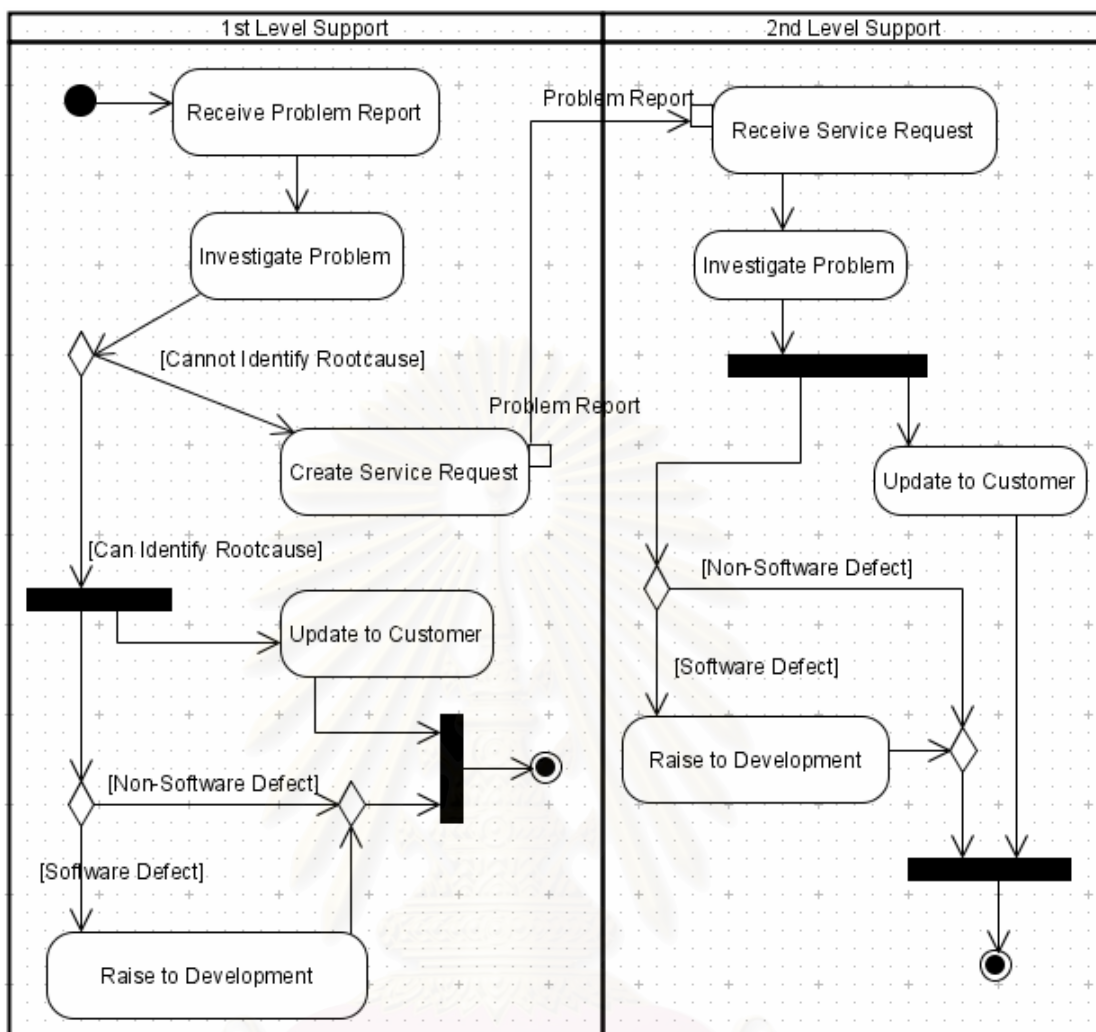 1st Level Support
2nd Level Support
Receive Problem Report
Investigate Problem
[Cannot Identify Rootcause]
Create Service Request
Problem Report
Problem Report
[Can Identify Rootcause]
Update to Customer
[Non-Software Defect]
[Software Defect]
Raise to Development
Receive Service Request
Investigate Problem
Update to Customer
[Non-Software Defect]
[Software Defect]
Raise to Development